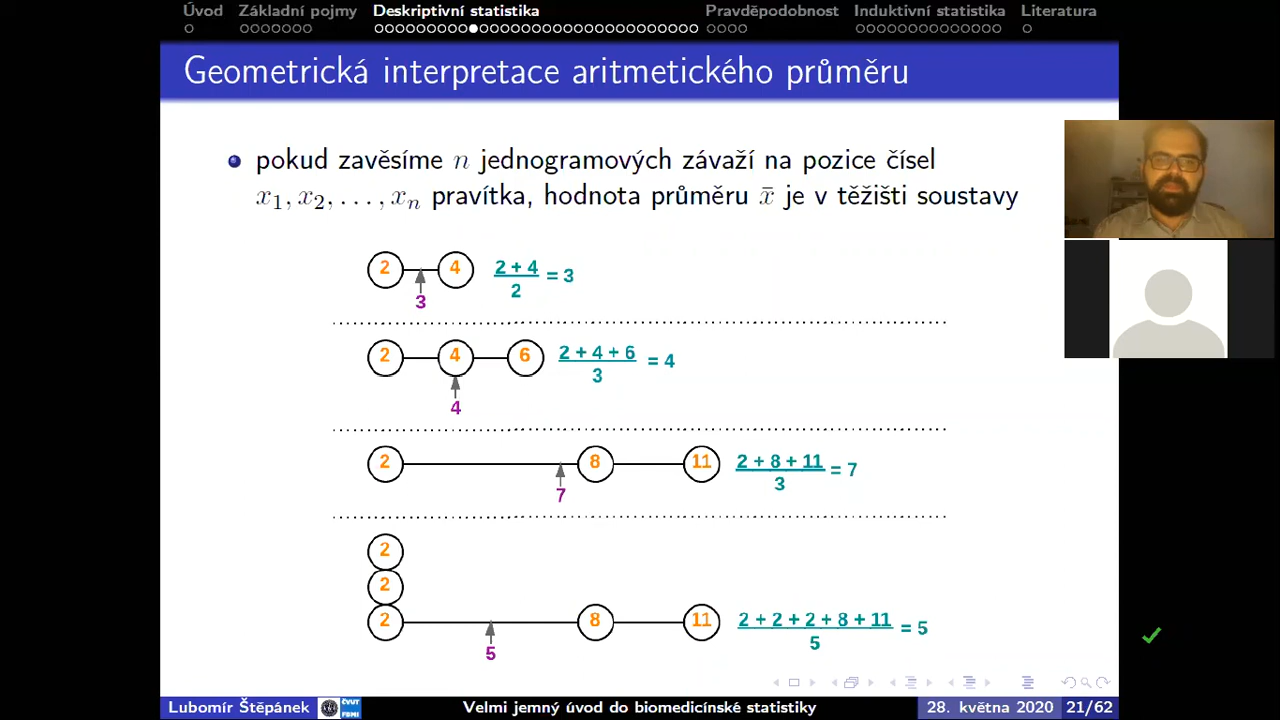 Úvod Základní pojmy Deskriptivní statistika Pravděpodobnost Induktivní statistika Literatura
Geometrická interpretace aritmetického průměru
pokud zavěsíme n jednogramových závaží na pozice čísel
x₁, x₂, . . . , xₙ pravítka, hodnota průměru x̄ je v těžišti soustavy
2 4 2 + 4 = 3
2
3
2 4 6 2 + 4 + 6 = 4
3
4
2 8 11 2 + 8 + 11 = 7
3
7
2
2
2 8 11 2 + 2 + 2 + 8 + 11 = 5
5
5
Lubomír Štěpánek ČVUT FBMI Velmi jemný úvod do biomedicínské statistiky 28. května 2020 21/62